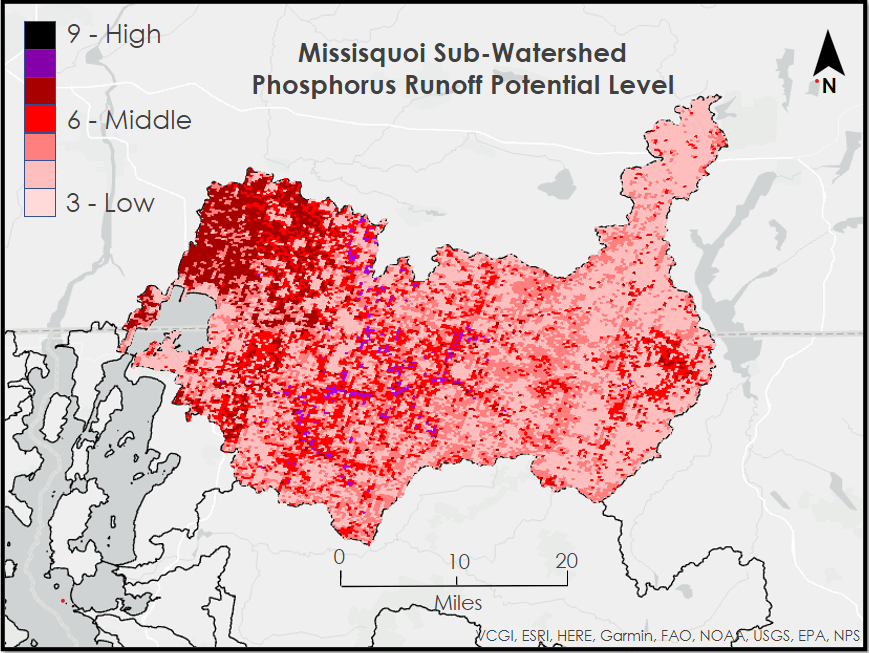 9 - High
6 - Middle
3 - Low
Missisquoi Sub-Watershed
Phosphorus Runoff Potential Level
N
0 10 20
Miles
VCGI, ESRI, HERE, Garmin, FAO, NOAA, USGS, EPA, NPS